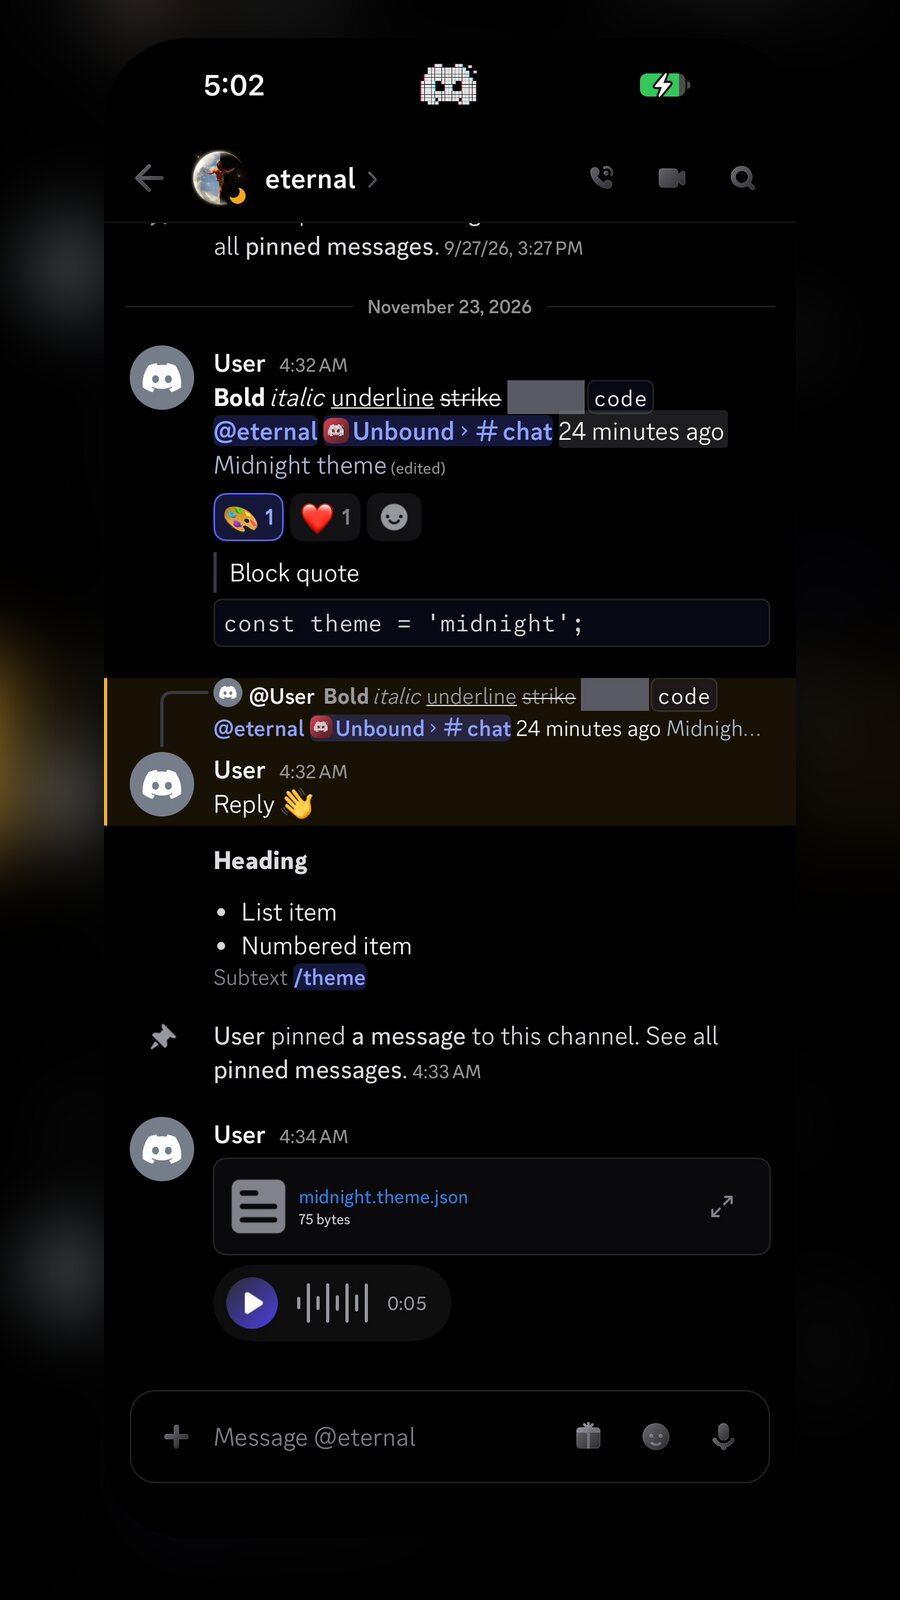 5:02
eternal
all pinned messages. 9/27/26, 3:27 PM
November 23, 2026
User 4:32 AM
Bold italic underline strike code
@eternal Unbound › # chat 24 minutes ago
Midnight theme (edited)
1 1
Block quote
const theme = 'midnight';
@User Bold italic underline strike code
@eternal Unbound › # chat 24 minutes ago Midnigh...
User 4:32 AM
Reply 👋
Heading
• List item
• Numbered item
Subtext /theme
User pinned a message to this channel. See all
pinned messages. 4:33 AM
User 4:34 AM
midnight.theme.json
75 bytes
0:05
Message @eternal